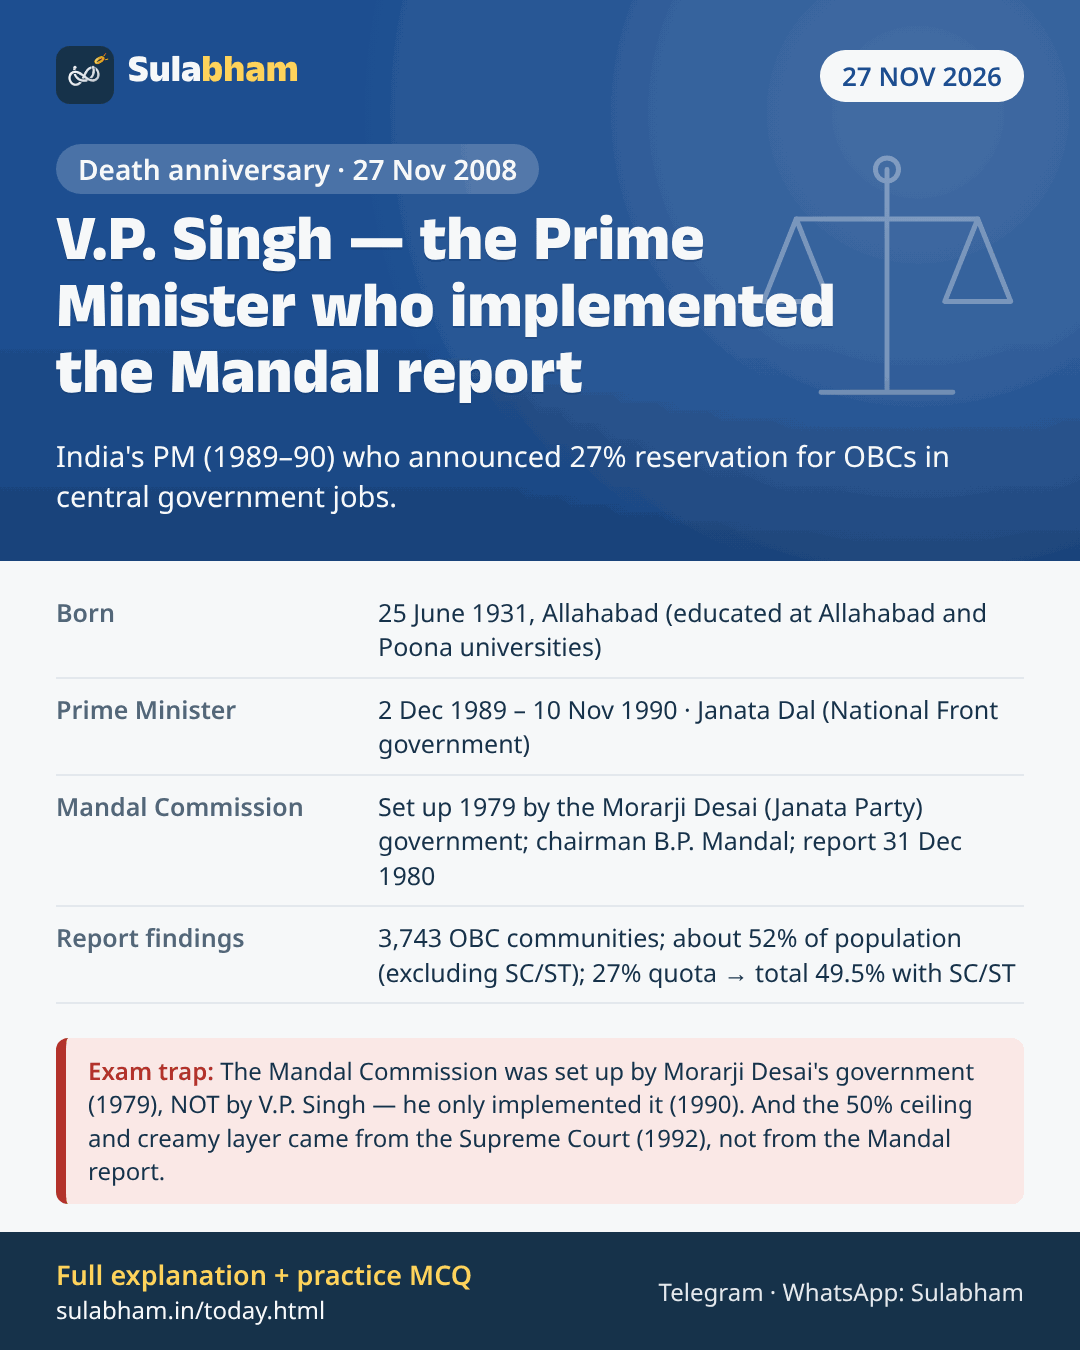 Sulabham
27 NOV 2026
Death anniversary · 27 Nov 2008
V.P. Singh — the Prime
Minister who implemented
the Mandal report
India's PM (1989–90) who announced 27% reservation for OBCs in
central government jobs.
Born
25 June 1931, Allahabad (educated at Allahabad and
Poona universities)
Prime Minister
2 Dec 1989 – 10 Nov 1990 · Janata Dal (National Front
government)
Mandal Commission
Set up 1979 by the Morarji Desai (Janata Party)
government; chairman B.P. Mandal; report 31 Dec
1980
Report findings
3,743 OBC communities; about 52% of population
(excluding SC/ST); 27% quota → total 49.5% with SC/ST
Exam trap: The Mandal Commission was set up by Morarji Desai's government
(1979), NOT by V.P. Singh — he only implemented it (1990). And the 50% ceiling
and creamy layer came from the Supreme Court (1992), not from the Mandal
report.
Full explanation + practice MCQ
sulabham.in/today.html
Telegram · WhatsApp: Sulabham